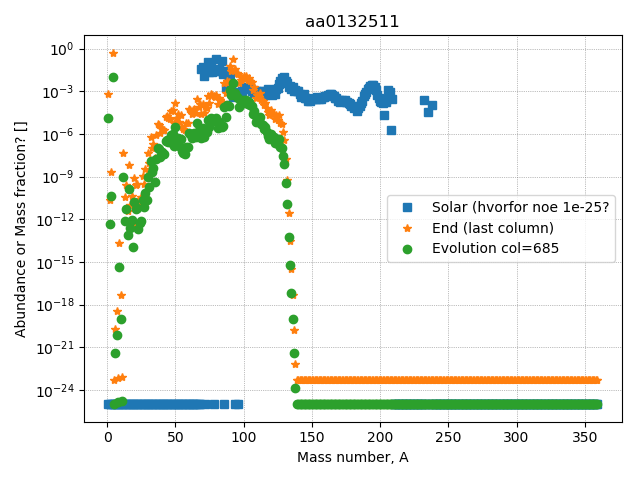 aa0132511
Abundance or Mass fraction? []
10^0
10^−3
10^−6
10^−9
10^−12
10^−15
10^−18
10^−21
10^−24
Solar (hvorfor noe 1e-25?
End (last column)
Evolution col=685
0 50 100 150 200 250 300 350
Mass number, A